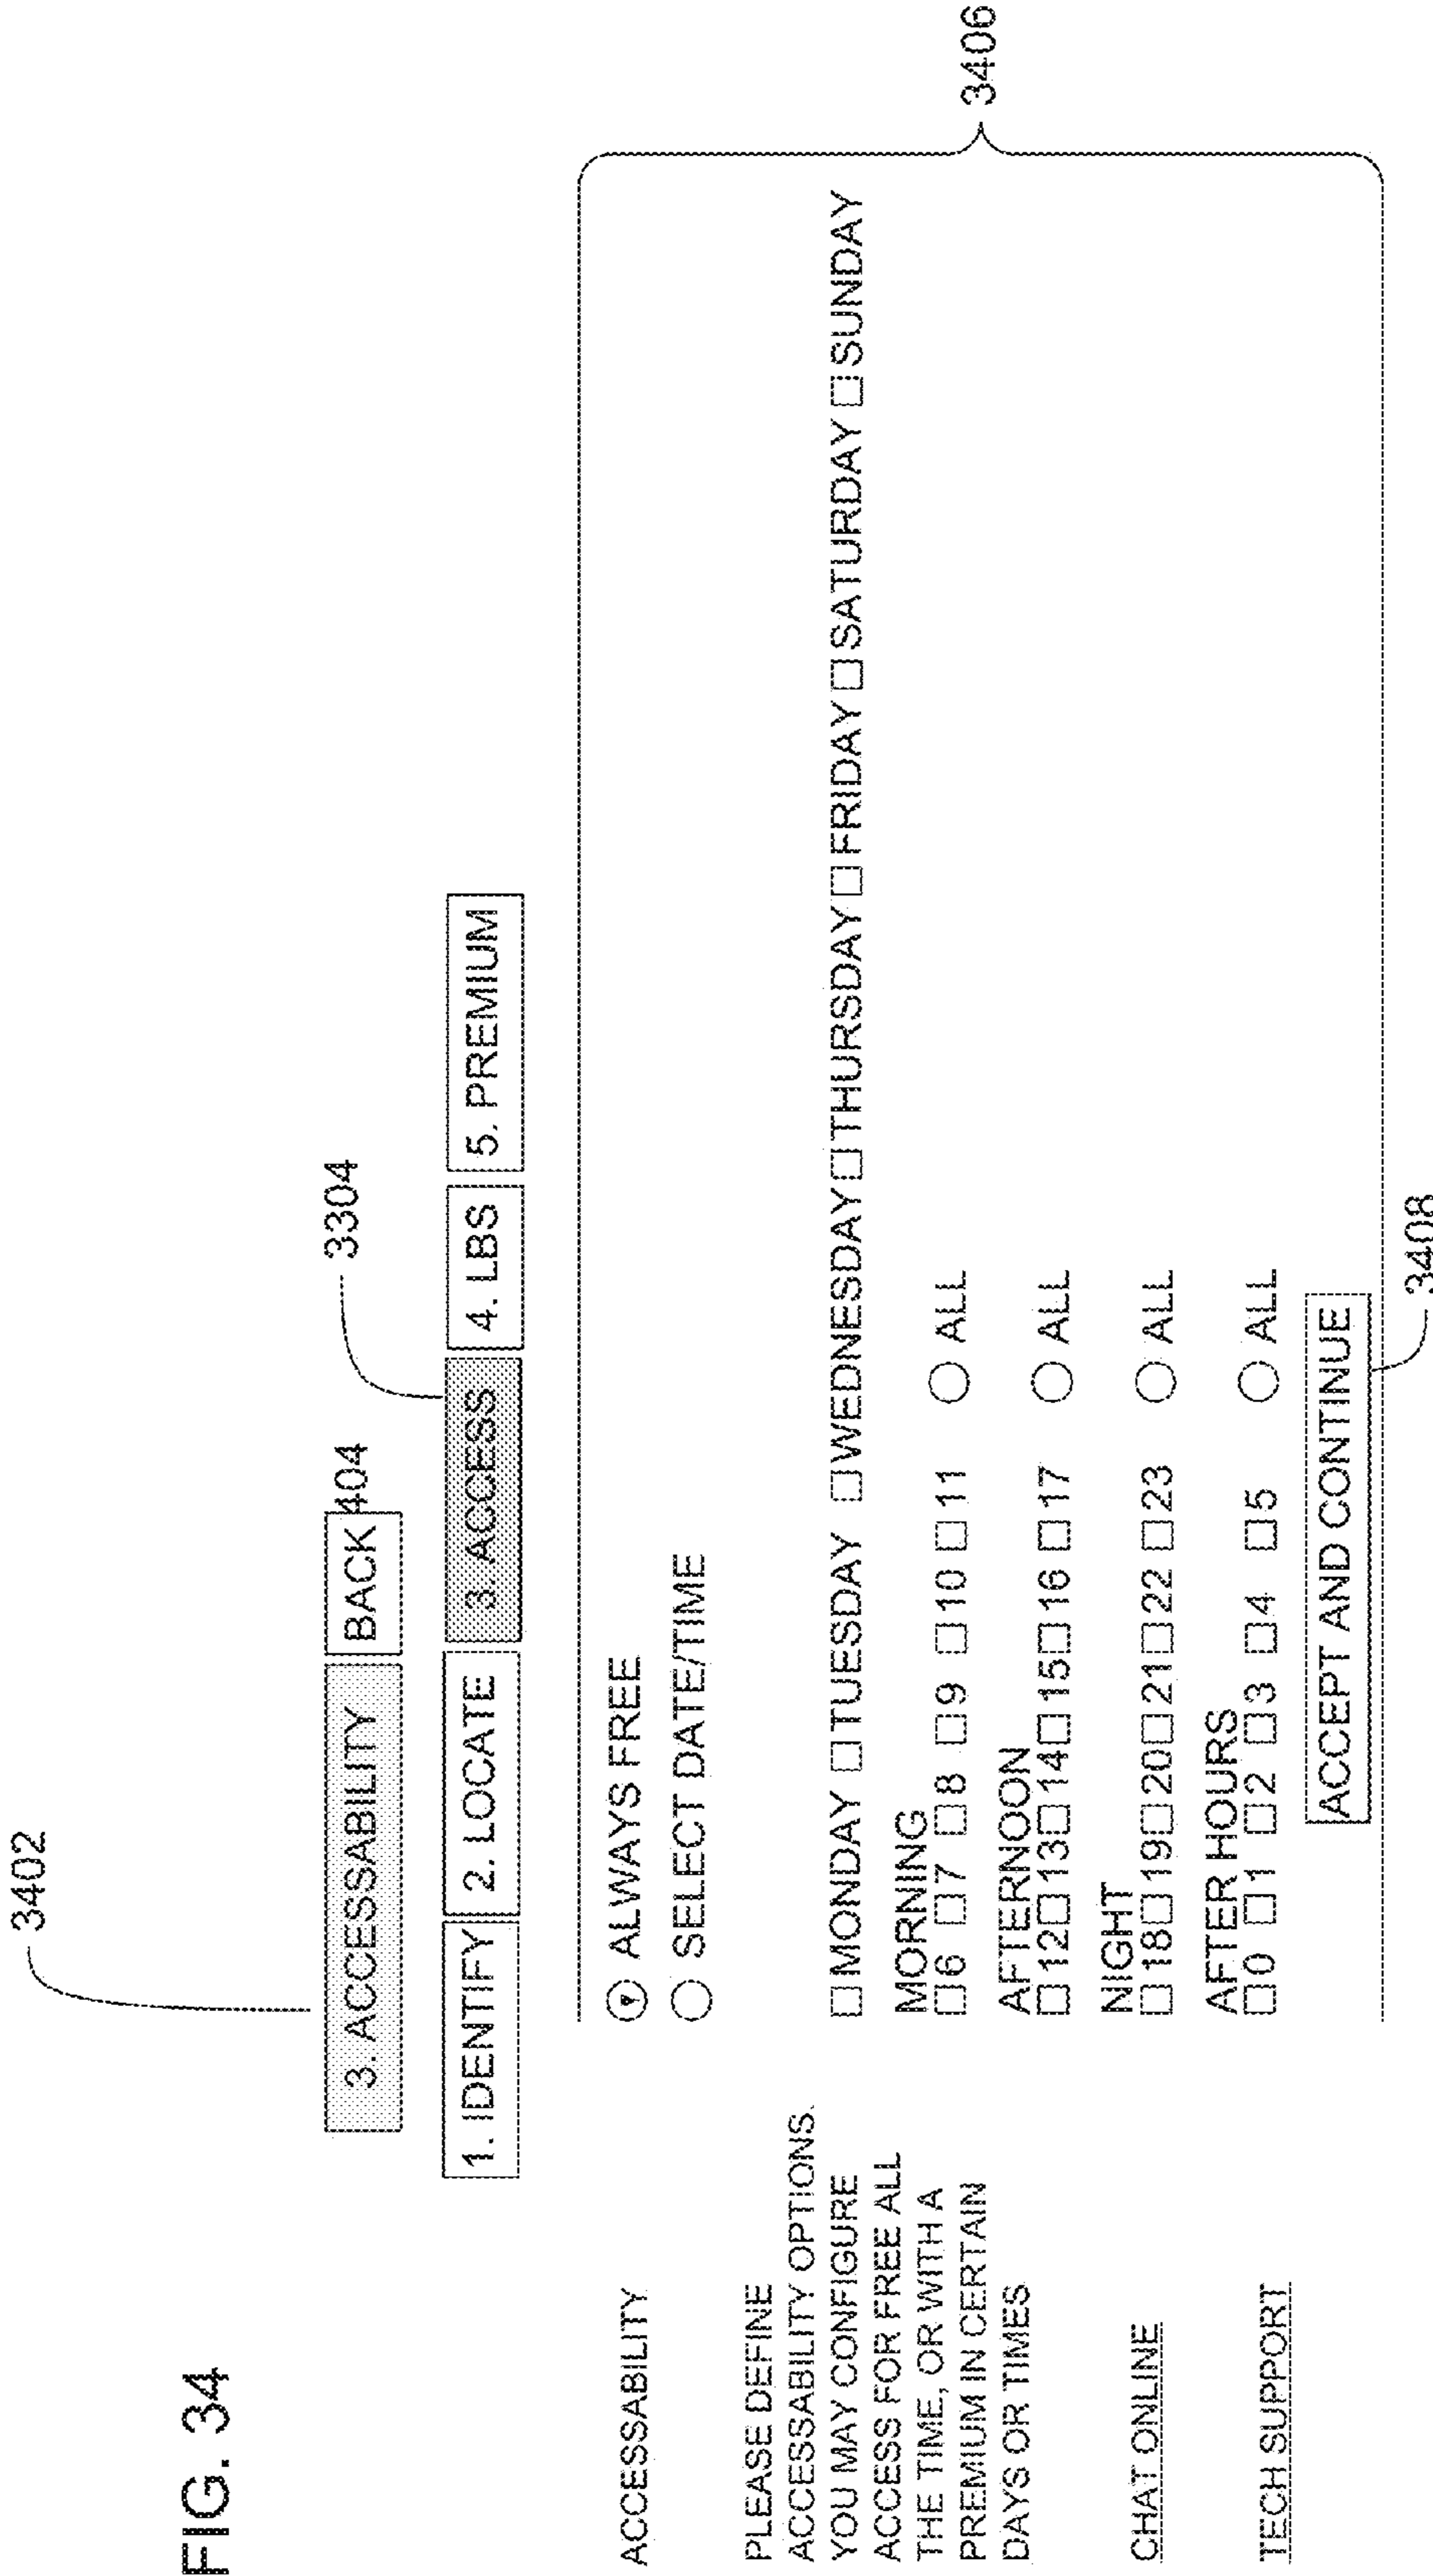 FIG. 34
3402
3. ACCESSABILITY BACK 404
3304
1. IDENTIFY 2. LOCATE 3. ACCESS 4. LBS 5. PREMIUM
ACCESSABILITY
PLEASE DEFINE
ACCESSABILITY OPTIONS.
YOU MAY CONFIGURE
ACCESS FOR FREE ALL
THE TIME, OR WITH A
PREMIUM IN CERTAIN
DAYS OR TIMES
CHAT ONLINE
TECH SUPPORT
ALWAYS FREE
SELECT DATE/TIME
MONDAY TUESDAY WEDNESDAY THURSDAY FRIDAY SATURDAY SUNDAY
MORNING
6 7 8 9 10 11 ALL
AFTERNOON
12 13 14 15 16 17 ALL
NIGHT
18 19 20 21 22 23 ALL
AFTER HOURS
0 1 2 3 4 5 ALL
ACCEPT AND CONTINUE
3406
3408